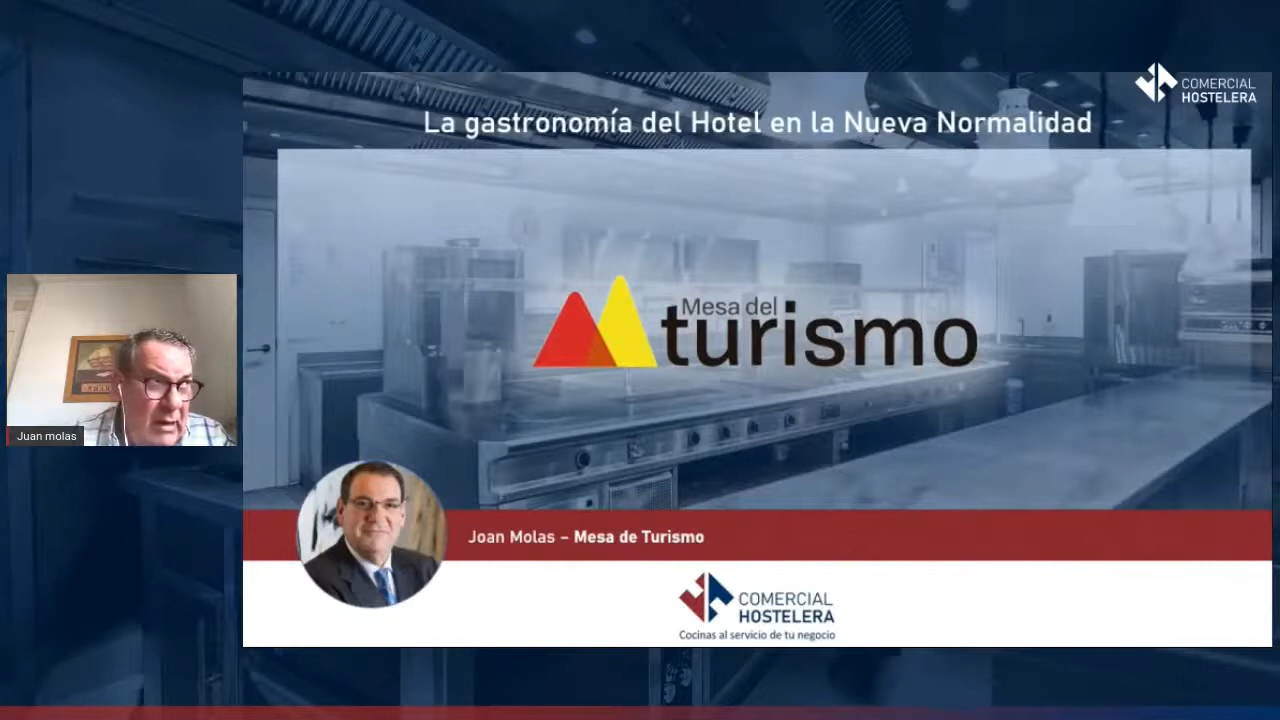 COMERCIAL
HOSTELERA
La gastronomía del Hotel en la Nueva Normalidad
Mesa del
turismo
Juan molas
Joan Molas – Mesa de Turismo
COMERCIAL
HOSTELERA
Cocinas al servicio de tu negocio